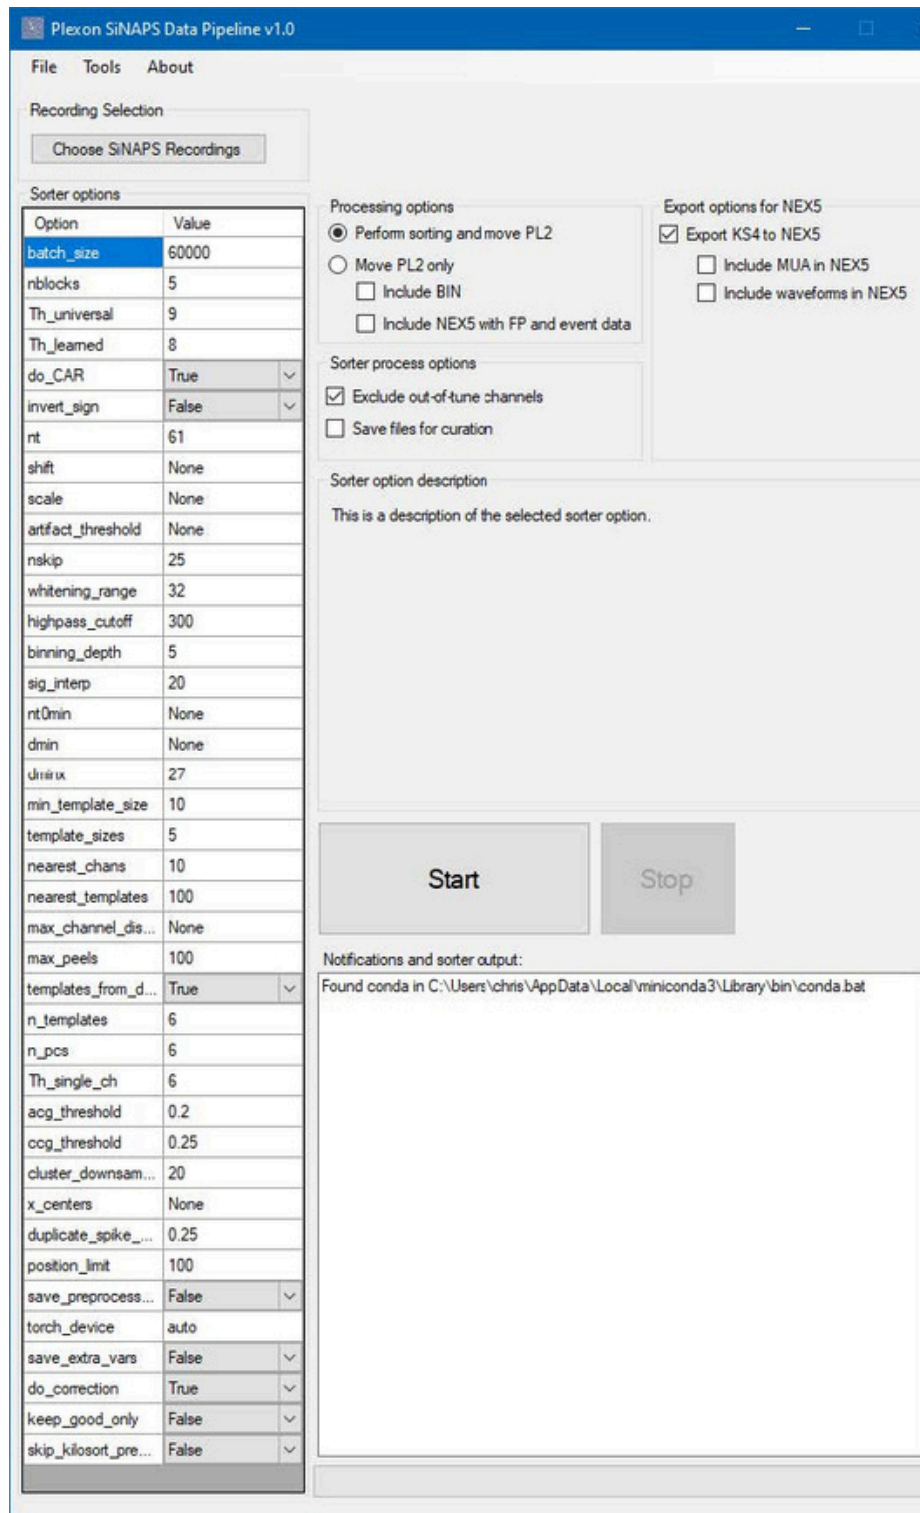 Plexon SiNAPS Data Pipeline v1.0
File Tools About
Recording Selection
Choose SiNAPS Recordings
Sorter options
Option Value
batch_size 60000
nblocks 5
Th_universal 9
Th_learned 8
do_CAR True
invert_sign False
nt 61
shift None
scale None
artifact_threshold None
nskip 25
whitening_range 32
highpass_cutoff 300
binning_depth 5
sig_interp 20
nt0min None
dmin None
dminx 27
min_template_size 10
template_sizes 5
nearest_chans 10
nearest_templates 100
max_channel_dis... None
max_peels 100
templates_from_d... True
n_templates 6
n_pcs 6
Th_single_ch 6
acg_threshold 0.2
ccg_threshold 0.25
cluster_downsam... 20
x_centers None
duplicate_spike_... 0.25
position_limit 100
save_preprocess... False
torch_device auto
save_extra_vars False
do_correction True
keep_good_only False
skip_kilosort_pre... False
Processing options
Perform sorting and move PL2
Move PL2 only
Include BIN
Include NEX5 with FP and event data
Export options for NEX5
Export KS4 to NEX5
Include MUA in NEX5
Include waveforms in NEX5
Sorter process options
Exclude out-of-tune channels
Save files for curation
Sorter option description
This is a description of the selected sorter option.
Start Stop
Notifications and sorter output:
Found conda in C:\Users\chris\AppData\Local\miniconda3\Library\bin\conda.bat